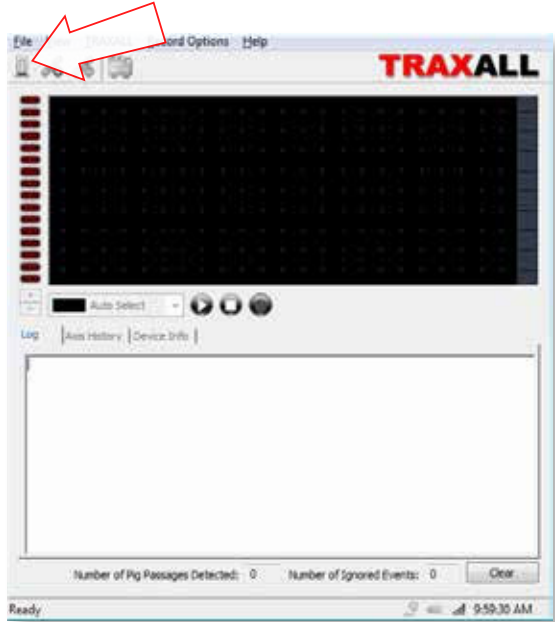 File Record Options Help
TRAXALL
Auto Select
Log Axis History Device Info
Number of Pig Passages Detected: 0 Number of Ignored Events: 0 Clear
Ready 9:59:30 AM